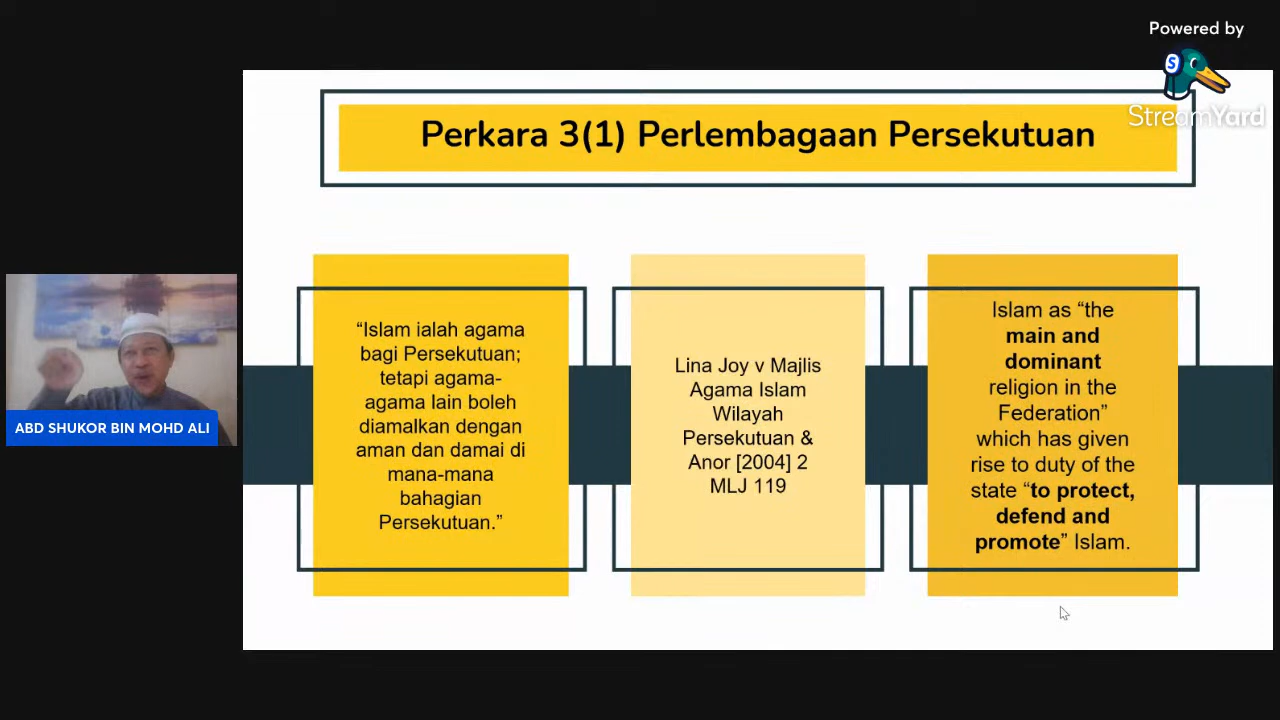 Powered by
StreamYard
Perkara 3(1) Perlembagaan Persekutuan
“Islam ialah agama
bagi Persekutuan;
tetapi agama-
agama lain boleh
diamalkan dengan
aman dan damai di
mana-mana
bahagian
Persekutuan.”
Lina Joy v Majlis
Agama Islam
Wilayah
Persekutuan &
Anor [2004] 2
MLJ 119
Islam as “the
main and
dominant
religion in the
Federation”
which has given
rise to duty of the
state “to protect,
defend and
promote” Islam.
ABD SHUKOR BIN MOHD ALI